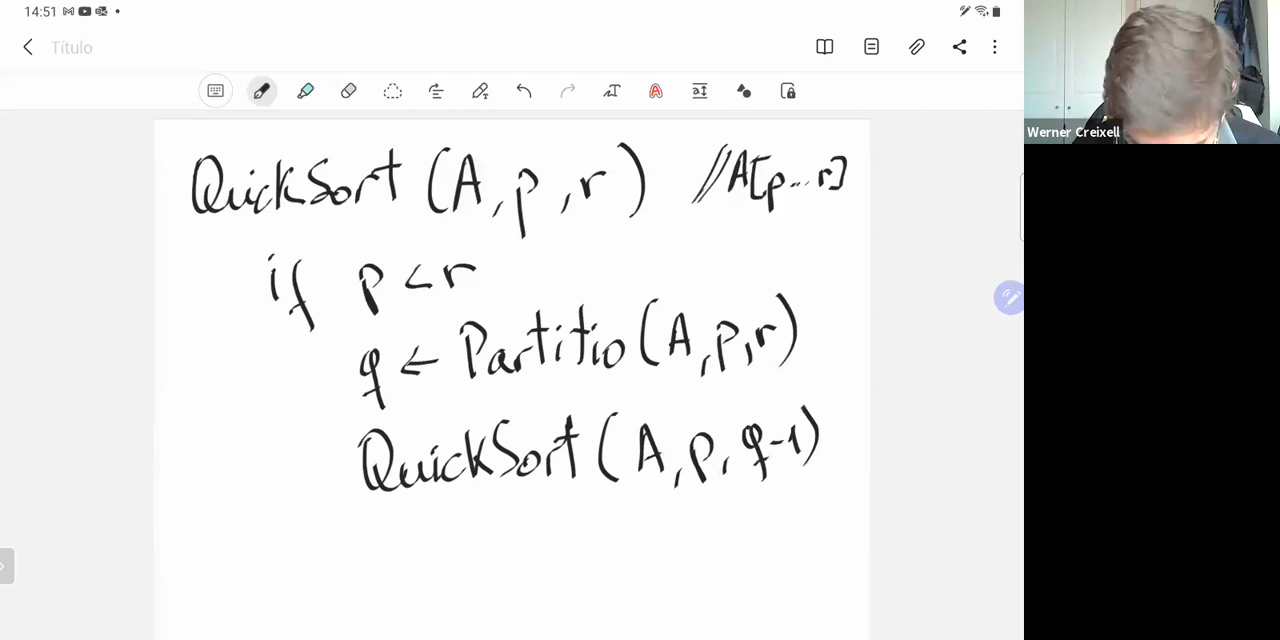 14:51
Título
Werner Creixell
QuickSort (A, p, r) //A[p...r]
if p < r
q ← Partitio (A, p, r)
QuickSort (A, p, q-1)